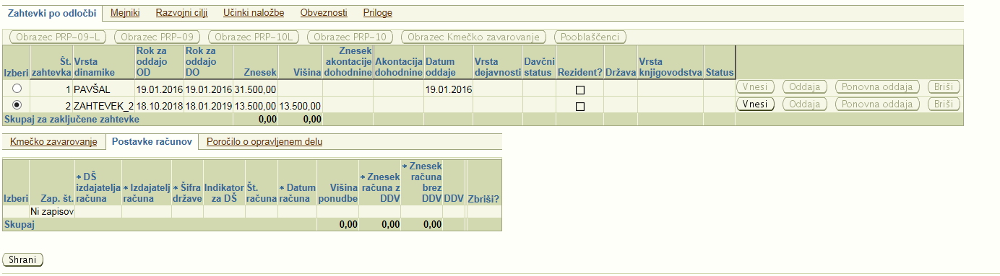 Zahtevki po odločbi Mejniki Razvojni cilji Učinki naložbe Obveznosti Priloge
Obrazec PRP-09-L Obrazec PRP-09 Obrazec PRP-10L Obrazec PRP-10 Obrazec Kmečko zavarovanje Pooblaščenci
Izberi Št. zahtevka Vrsta dinamike Rok za oddajo OD Rok za oddajo DO Znesek Višina Znesek akontacije dohodnine Akontacija dohodnine Datum oddaje Vrsta dejavnosti Davčni status Rezident? Država Vrsta knjigovodstva Status
1 PAVŠAL 19.01.2016 19.01.2016 31.500,00 19.01.2016 Vnesi Oddaja Ponovna oddaja Briši
2 ZAHTEVEK_2 18.10.2018 18.01.2019 13.500,00 13.500,00 Vnesi Oddaja Ponovna oddaja Briši
Skupaj za zaključene zahtevke 0,00 0,00
Kmečko zavarovanje Postavke računov Poročilo o opravljenem delu
Izberi Zap. št. * DŠ izdajatelja računa * Izdajatelj računa * Šifra države Indikator za DŠ Št. računa * Datum računa Višina ponudbe * Znesek računa z DDV * Znesek računa brez DDV DDV Zbriši?
Ni zapisov
Skupaj 0,00 0,00 0,00
Shrani